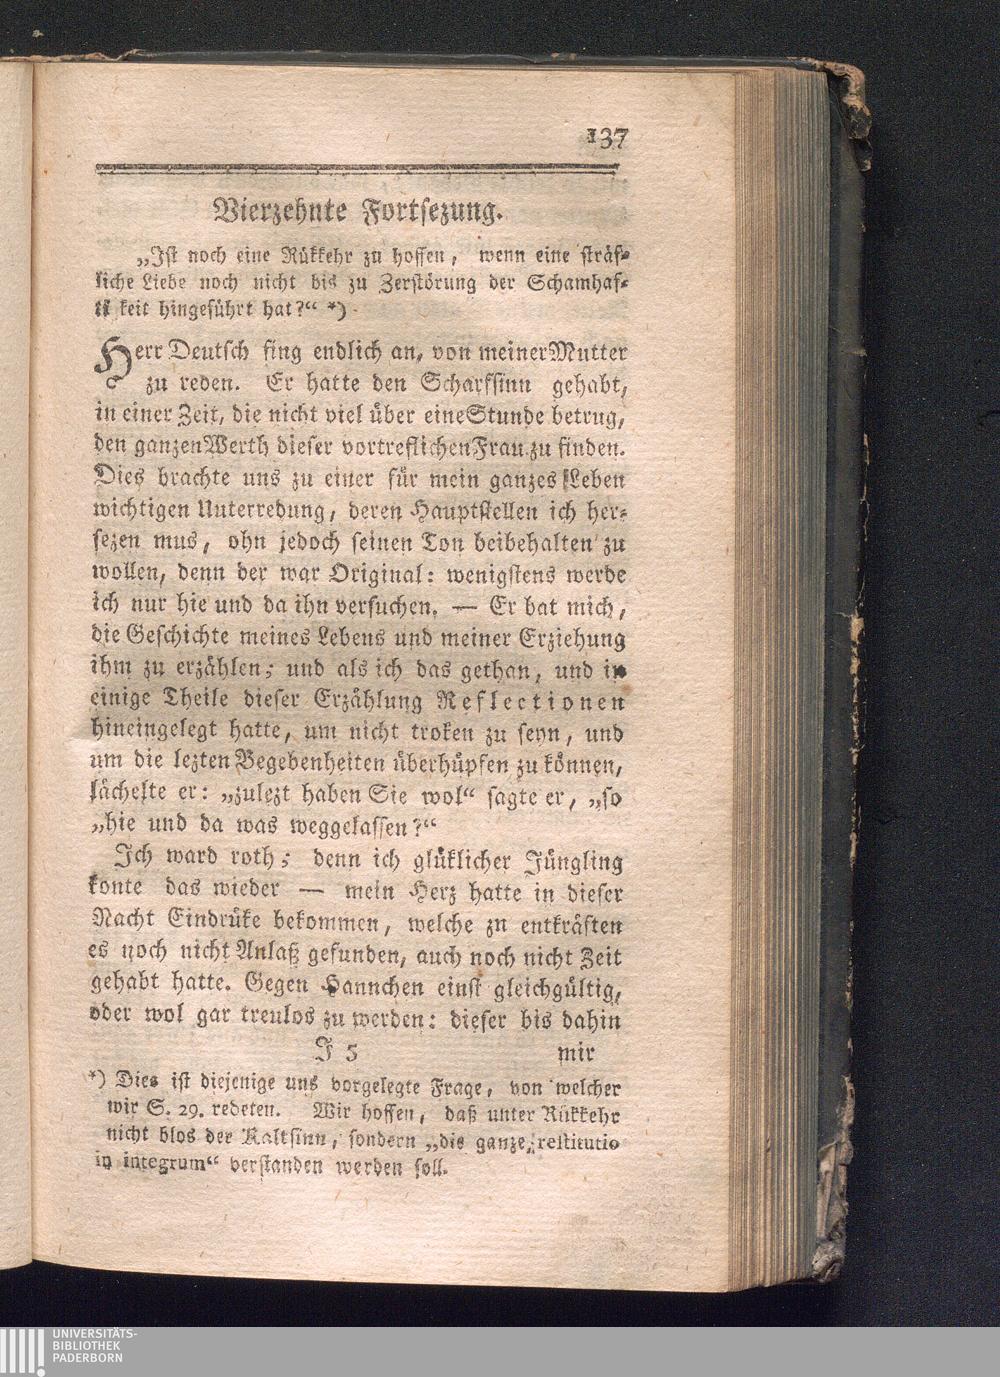 137
Vierzehnte Fortsezung.
„Ist noch eine Rükkehr zu hoffen, wenn eine sträf⸗
liche Liebe noch nicht bis zu Zerstörung der Schamhaf⸗
ti keit hingeführt hat?“ *)
Herr Deutsch fing endlich an, von meiner Mutter
zu reden. Er hatte den Scharfsinn gehabt,
in einer Zeit, die nicht viel über eine Stunde betrug,
den ganzen Werth dieser vortreflichen Frau zu finden.
Dies brachte uns zu einer für mein ganzes Leben
wichtigen Unterredung, deren Hauptstellen ich her⸗
sezen mus, ohn jedoch seinen Ton beibehalten zu
wollen, denn der war Original: wenigstens werde
ich nur hie und da ihn versuchen. — Er bat mich,
die Geschichte meines Lebens und meiner Erziehung
ihm zu erzählen; und als ich das gethan, und in
einige Theile dieser Erzählung Reflectionen
hineingelegt hatte, um nicht troken zu seyn, und
um die lezten Begebenheiten überhüpfen zu können,
lächelte er: „zulezt haben Sie wol“ sagte er, „so
„hie und da was weggelassen?“
Ich ward roth; denn ich glüklicher Jüngling
konte das wieder — mein Herz hatte in dieser
Nacht Eindrüke bekommen, welche zu entkräften
es noch nicht Anlaß gefunden, auch noch nicht Zeit
gehabt hatte. Gegen Hannchen einst gleichgültig,
oder wol gar treulos zu werden: dieser bis dahin
J 5 mir
*) Dies ist diejenige uns vorgelegte Frage, von welcher
wir S. 29. redeten. Wir hoffen, daß unter Rükkehr
nicht blos der Kaltsinn, sondern „die ganze restitutio
in integrum“ verstanden werden soll.
UNIVERSITÄTS-
BIBLIOTHEK
PADERBORN